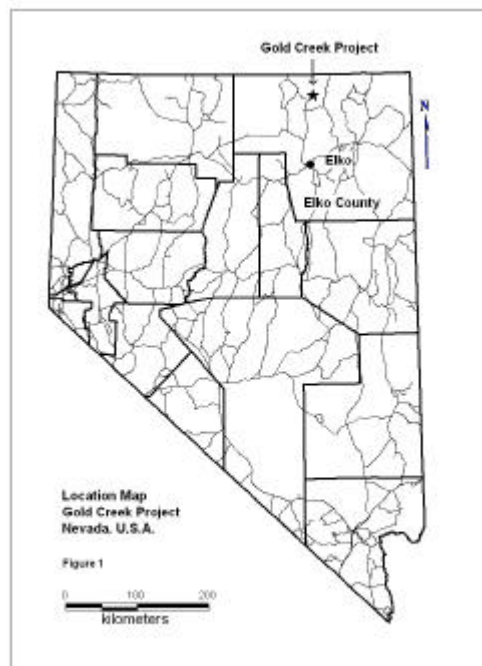 Gold Creek Project
N
Elko
Elko County
Location Map
Gold Creek Project
Nevada, U.S.A.
Figure 1
0 100 200
kilometers